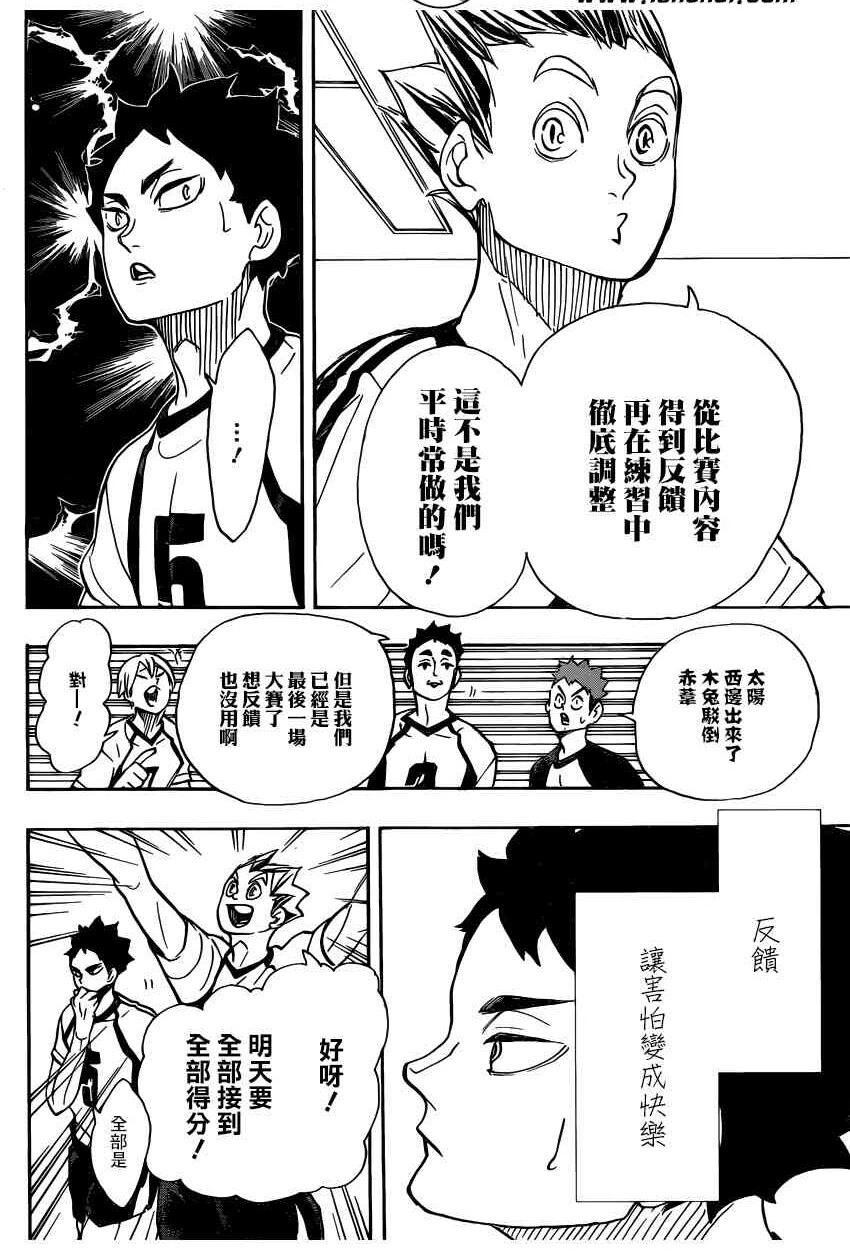 從比賽內容
得到反饋
再在練習中
徹底調整
這不是我們
平時常做的嗎！
…！
5
太陽
西邊出來了
木兔駁倒
赤葦
但是我們
已經是
最後一場
大賽了
想反饋
也沒用啊
對—！
反饋
讓害怕變成快樂
好呀！
明天要
全部接到
全部得分！
全部是
5